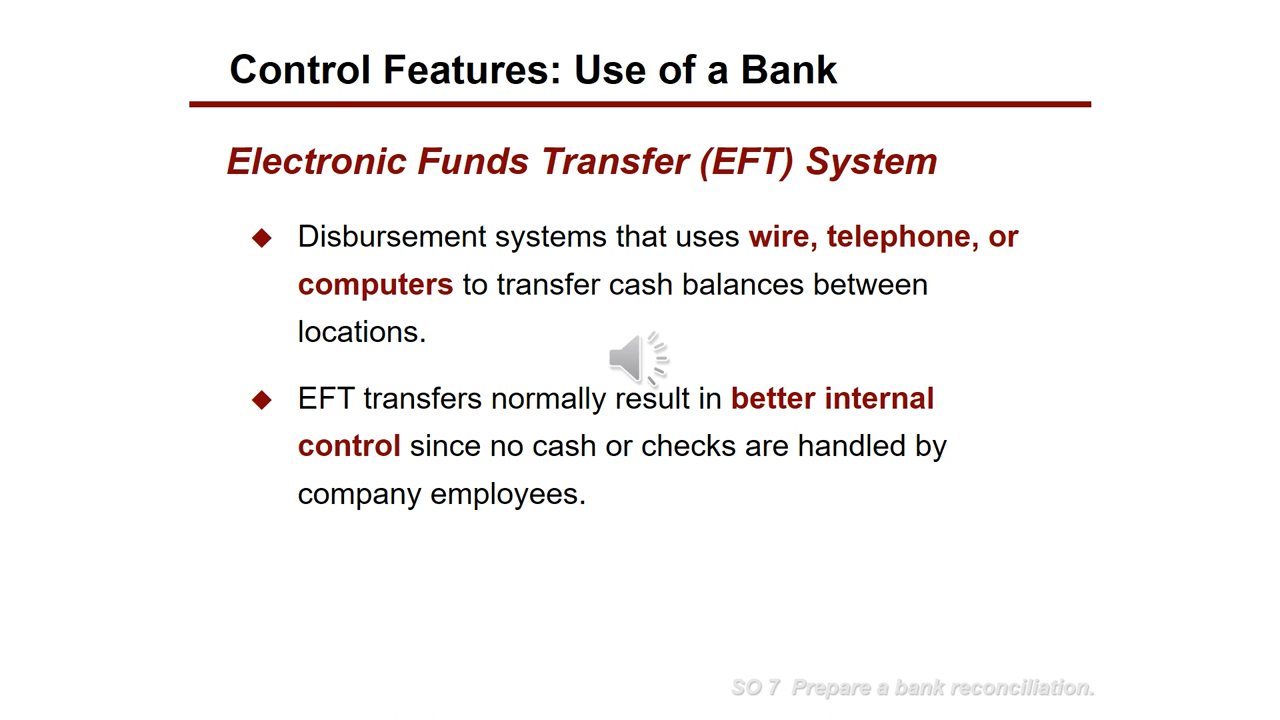 Control Features: Use of a Bank
Electronic Funds Transfer (EFT) System
Disbursement systems that uses wire, telephone, or
computers to transfer cash balances between
locations.
EFT transfers normally result in better internal
control since no cash or checks are handled by
company employees.
SO 7 Prepare a bank reconciliation.